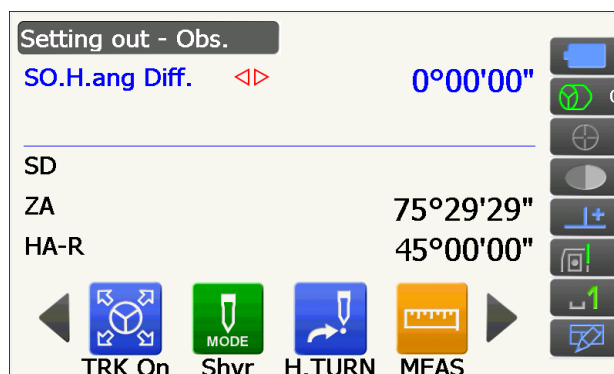 Setting out - Obs.
SO.H.ang Diff. 0°00'00"
SD
ZA 75°29'29"
HA-R 45°00'00"
MODE
TRK On Shvr H.TURN MEAS
1